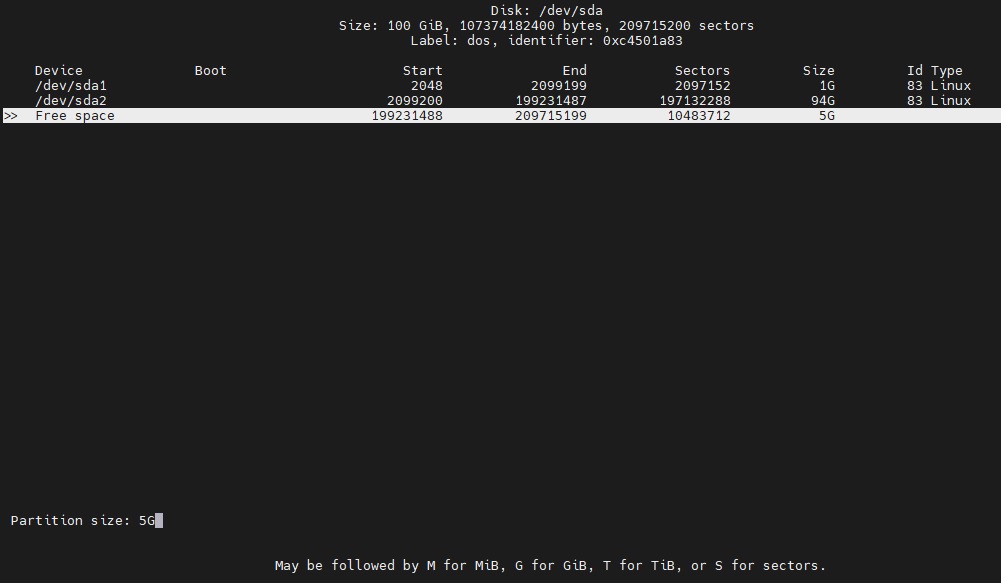 Disk: /dev/sda
Size: 100 GiB, 107374182400 bytes, 209715200 sectors
Label: dos, identifier: 0xc4501a83
Device Boot Start End Sectors Size Id Type
/dev/sda1 2048 2099199 2097152 1G 83 Linux
/dev/sda2 2099200 199231487 197132288 94G 83 Linux
>> Free space 199231488 209715199 10483712 5G
Partition size: 5G
May be followed by M for MiB, G for GiB, T for TiB, or S for sectors.